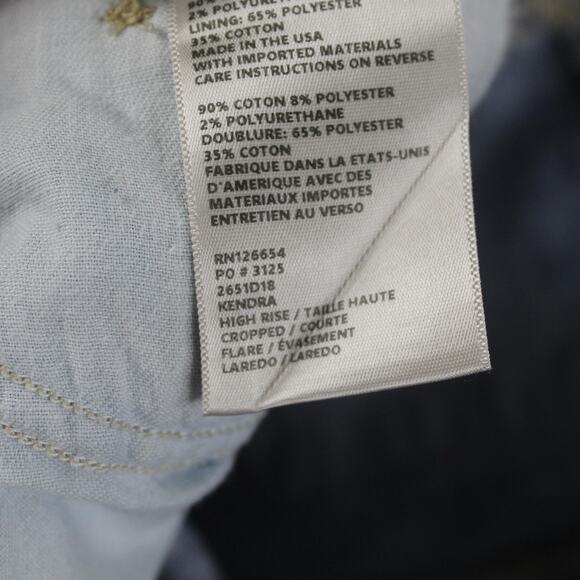 90%
2% POLYURETHANE
LINING: 65% POLYESTER
35% COTTON
MADE IN THE USA
WITH IMPORTED MATERIALS
CARE INSTRUCTIONS ON REVERSE
90% COTON 8% POLYESTER
2% POLYURETHANE
DOUBLURE: 65% POLYESTER
35% COTON
FABRIQUE DANS LA ETATS-UNIS
D'AMERIQUE AVEC DES
MATERIAUX IMPORTES
ENTRETIEN AU VERSO
RN126654
PO # 3125
2651D18
KENDRA
HIGH RISE / TAILLE HAUTE
CROPPED / COURTE
FLARE / ÉVASEMENT
LAREDO / LAREDO